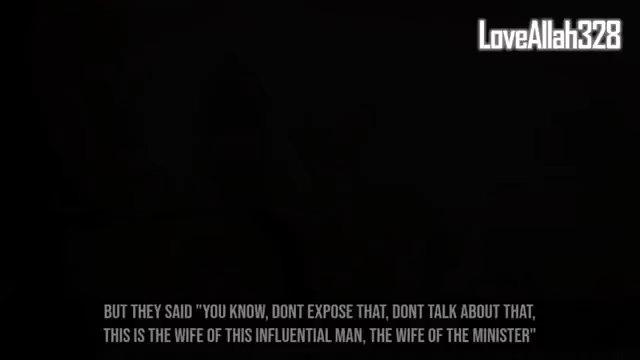 LoveAllah328
BUT THEY SAID "YOU KNOW, DONT EXPOSE THAT, DONT TALK ABOUT THAT,
THIS IS THE WIFE OF THIS INFLUENTIAL MAN, THE WIFE OF THE MINISTER"